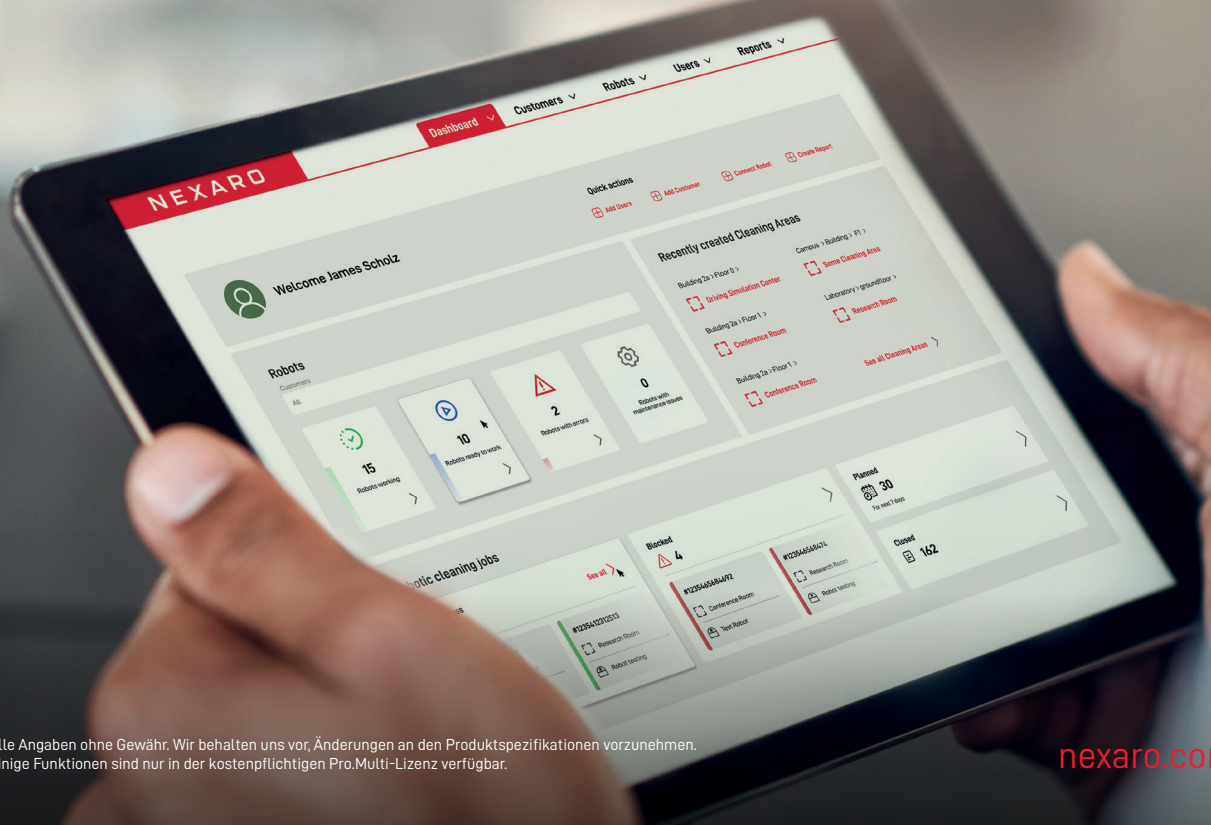 NEXARO
Dashboard
Customers
Robots
Users
Reports
Welcome James Scholz
Quick actions
Add Users
Add Customer
Connect Robot
Create Report
Robots
Customers
All
15
Robots working
10
Robots ready to work
2
Robots with errors
0
Robots with
maintenance issues
Recently created Cleaning Areas
Building 2a > Floor 0 >
Driving Simulation Center
Campus > Building > F1 >
Some Cleaning Area
Building 2a > Floor 1 >
Conference Room
Laboratory > groundfloor >
Research Room
Building 2a > Floor 1 >
Conference Room
See all Cleaning Areas
cleaning jobs
See all
#1235412312513
Research Room
Robot testing
Blocked
4
#1235465684692
Conference Room
Test Robot
#123546568474
Research Room
Robot testing
Planned
30
For next 7 days
Closed
162
lle Angaben ohne Gewähr. Wir behalten uns vor, Änderungen an den Produktspezifikationen vorzunehmen.
inige Funktionen sind nur in der kostenpflichtigen Pro.Multi-Lizenz verfügbar.
nexaro.com